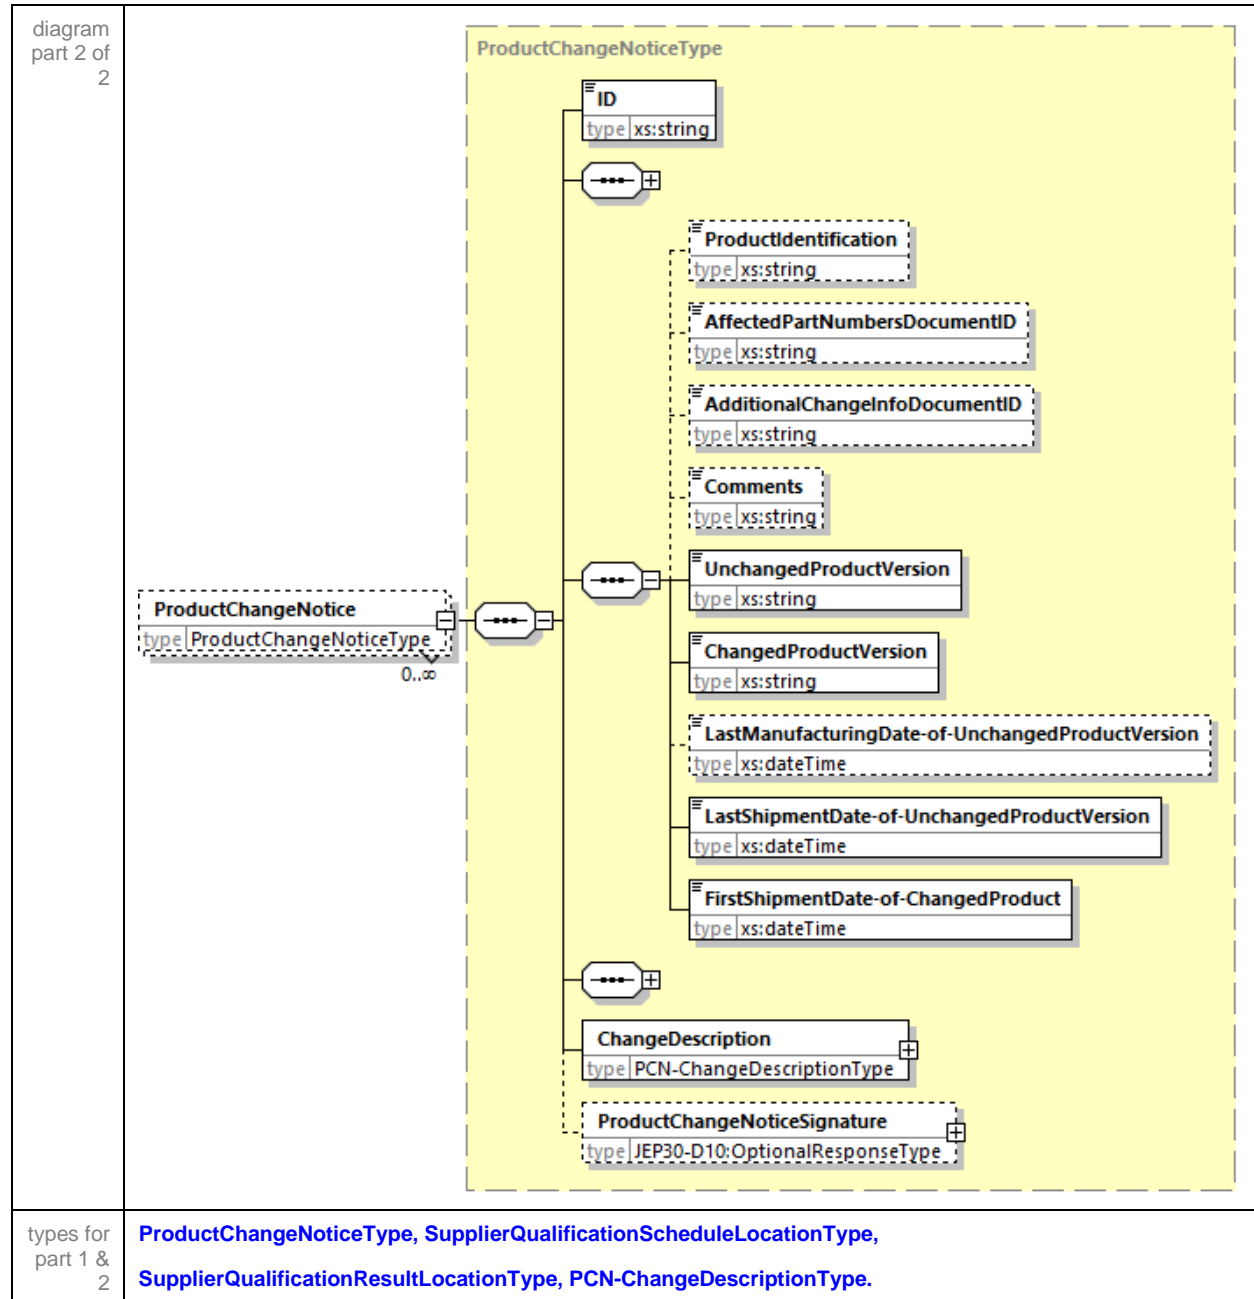 diagram
part 2 of
2
ProductChangeNoticeType
ID
type xs:string
ProductIdentification
type xs:string
AffectedPartNumbersDocumentID
type xs:string
AdditionalChangeInfoDocumentID
type xs:string
Comments
type xs:string
UnchangedProductVersion
type xs:string
ProductChangeNotice
type ProductChangeNoticeType
0..∞
ChangedProductVersion
type xs:string
LastManufacturingDate-of-UnchangedProductVersion
type xs:dateTime
LastShipmentDate-of-UnchangedProductVersion
type xs:dateTime
FirstShipmentDate-of-ChangedProduct
type xs:dateTime
ChangeDescription
type PCN-ChangeDescriptionType
ProductChangeNoticeSignature
type JEP30-D10:OptionalResponseType
types for
part 1 &
2
ProductChangeNoticeType, SupplierQualificationScheduleLocationType,
SupplierQualificationResultLocationType, PCN-ChangeDescriptionType.